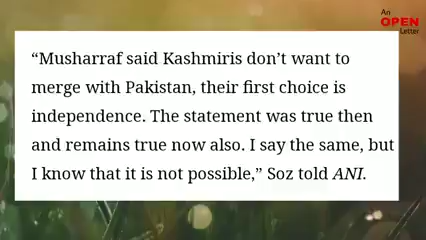 An
OPEN
Letter
“Musharraf said Kashmiris don’t want to
merge with Pakistan, their first choice is
independence. The statement was true then
and remains true now also. I say the same, but
I know that it is not possible,” Soz told ANI.